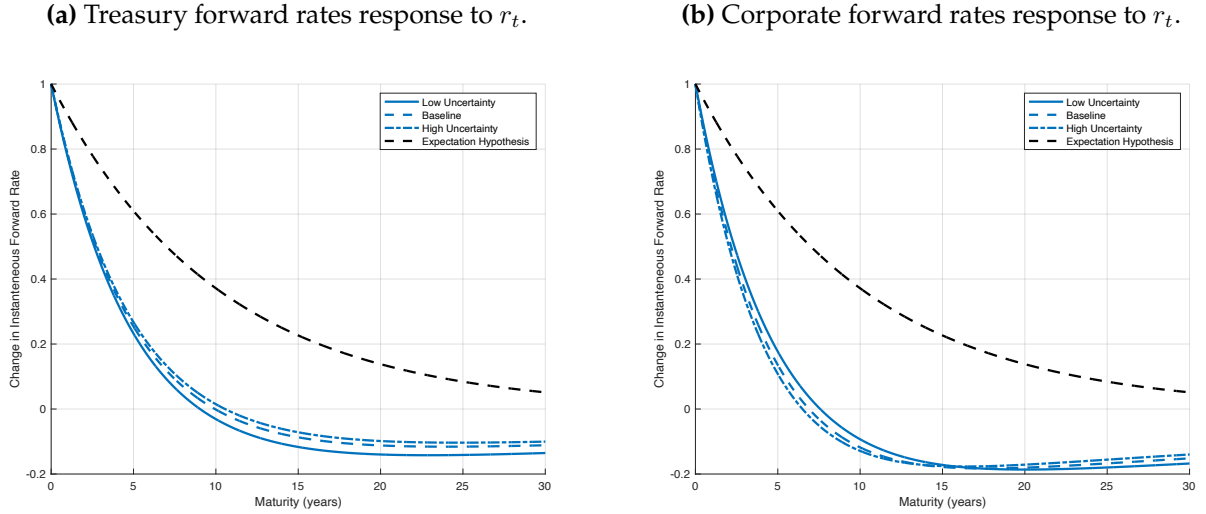 (a) Treasury forward rates response to rₜ.
1
0.8
0.6
0.4
0.2
0
-0.2
0
5
10
15
20
25
30
Change in Instanteneous Forward Rate
Maturity (years)
Low Uncertainty
Baseline
High Uncertainty
Expectation Hypothesis
(b) Corporate forward rates response to rₜ.
1
0.8
0.6
0.4
0.2
0
-0.2
0
5
10
15
20
25
30
Change in Instanteneous Forward Rate
Maturity (years)
Low Uncertainty
Baseline
High Uncertainty
Expectation Hypothesis